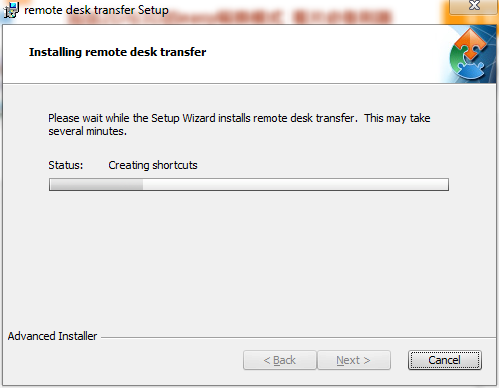 remote desk transfer Setup
Installing remote desk transfer
Please wait while the Setup Wizard installs remote desk transfer. This may take
several minutes.
Status: Creating shortcuts
Advanced Installer
< Back Next > Cancel